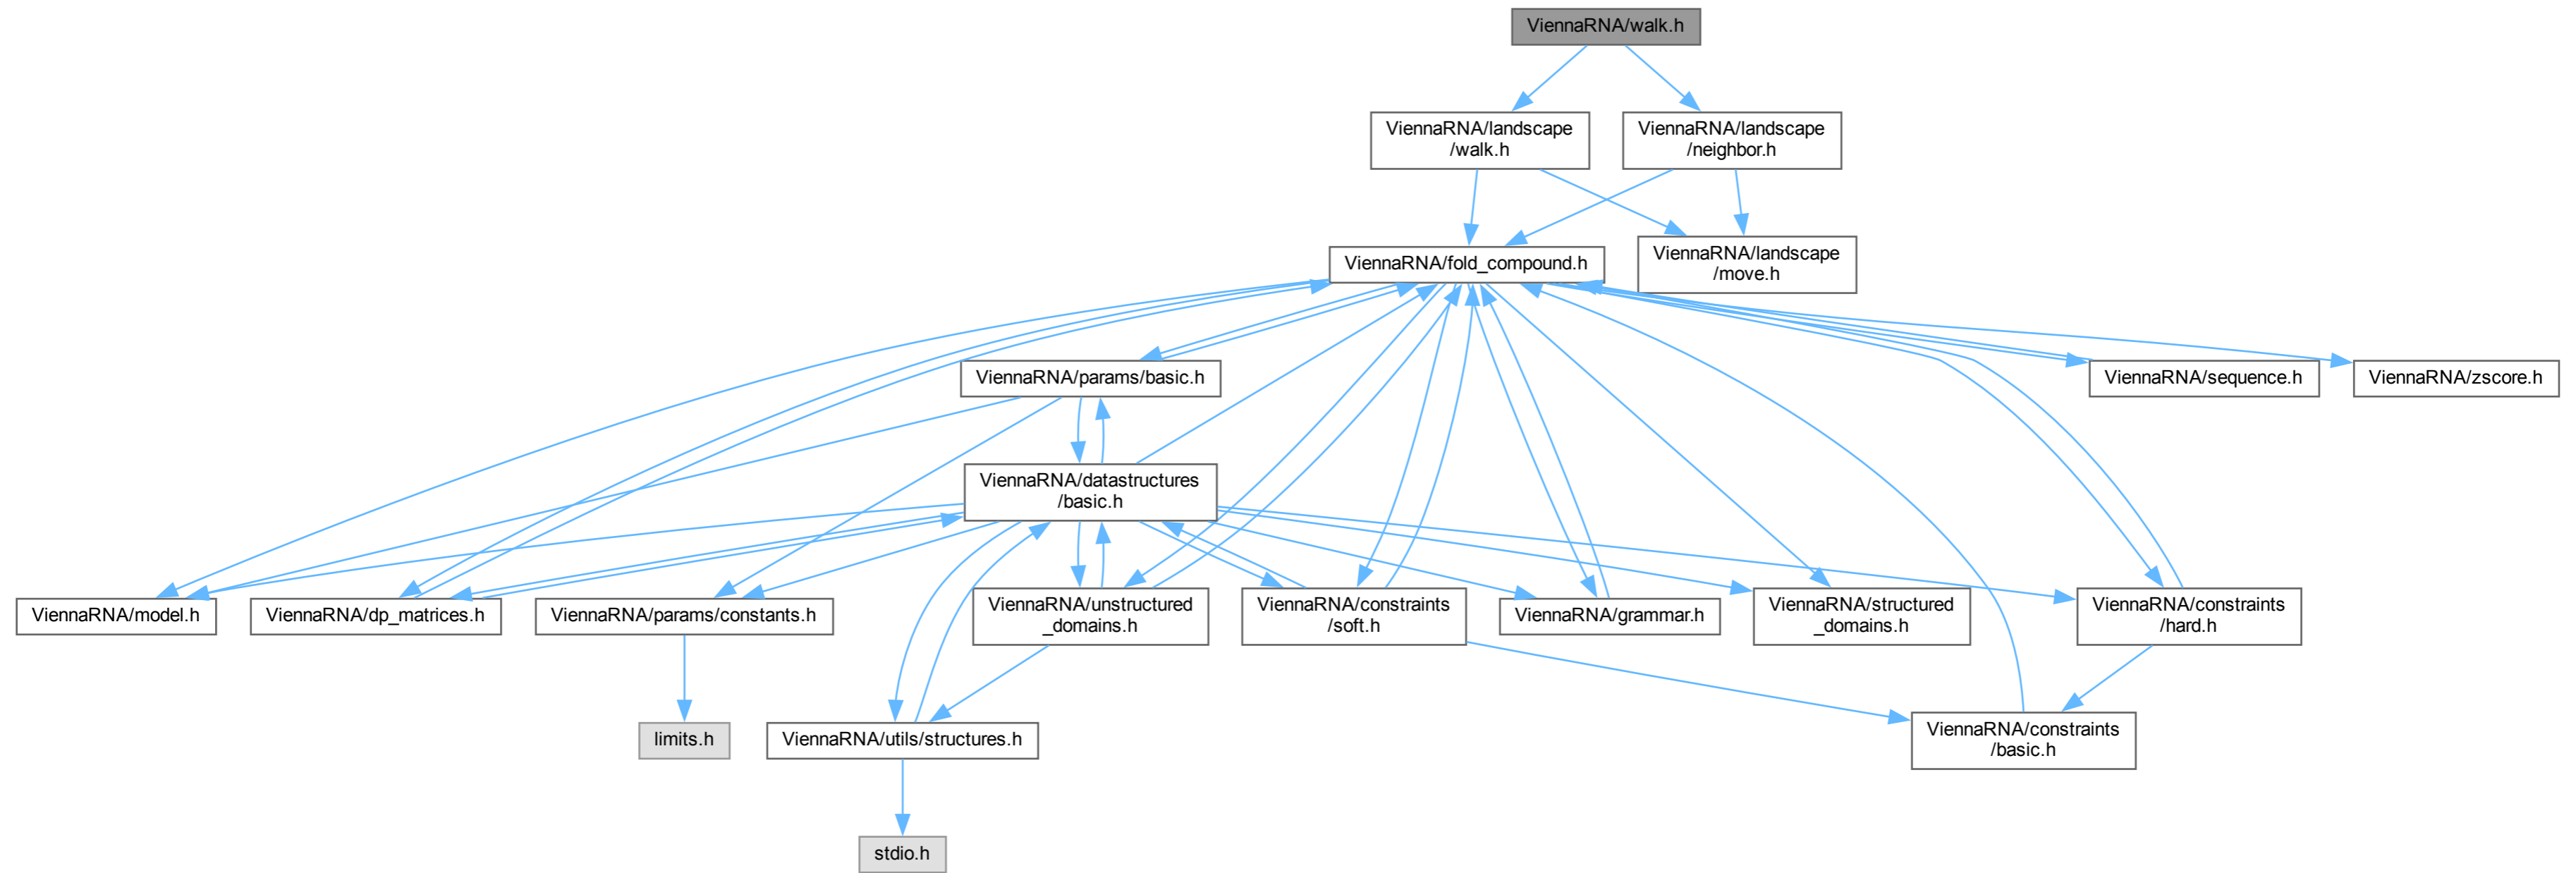 ViennaRNA/walk.h
ViennaRNA/landscape
/walk.h
ViennaRNA/landscape
/neighbor.h
ViennaRNA/fold_compound.h
ViennaRNA/landscape
/move.h
ViennaRNA/params/basic.h
ViennaRNA/sequence.h
ViennaRNA/zscore.h
ViennaRNA/datastructures
/basic.h
ViennaRNA/model.h
ViennaRNA/dp_matrices.h
ViennaRNA/params/constants.h
ViennaRNA/unstructured
_domains.h
ViennaRNA/constraints
/soft.h
ViennaRNA/grammar.h
ViennaRNA/structured
_domains.h
ViennaRNA/constraints
/hard.h
limits.h
ViennaRNA/utils/structures.h
ViennaRNA/constraints
/basic.h
stdio.h